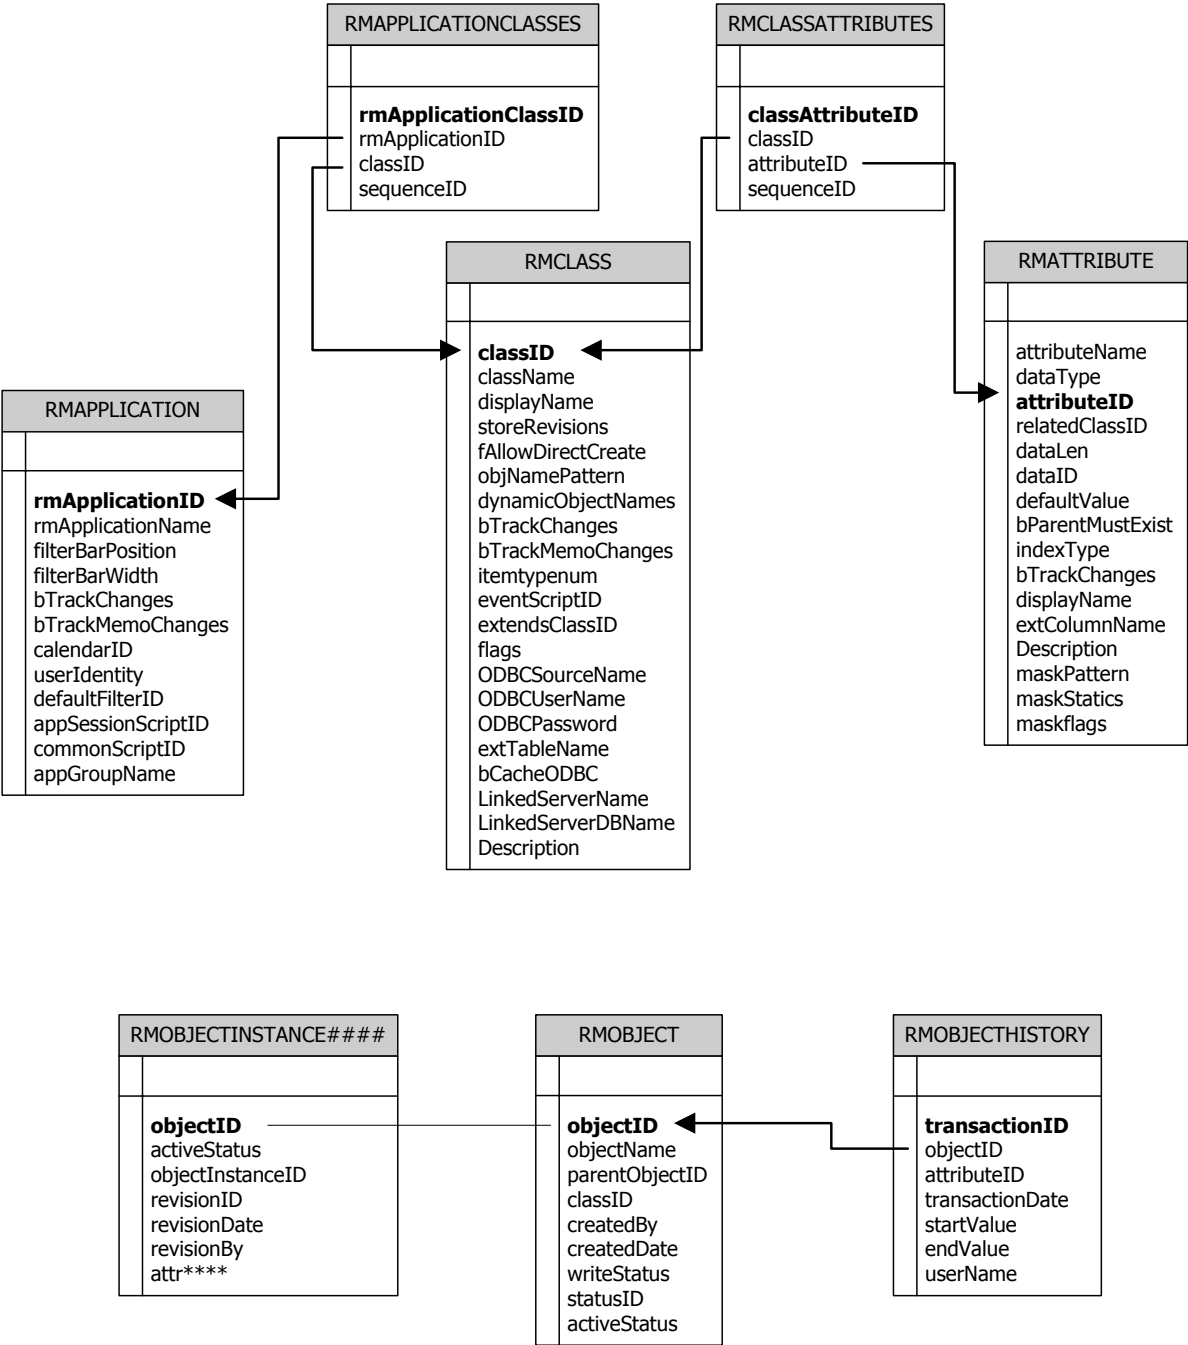 RMAPPLICATIONCLASSES
rmApplicationClassID
rmApplicationID
classID
sequenceID
RMCLASSATTRIBUTES
classAttributeID
classID
attributeID
sequenceID
RMCLASS
classID
className
displayName
storeRevisions
fAllowDirectCreate
objNamePattern
dynamicObjectNames
bTrackChanges
bTrackMemoChanges
itemtypenum
eventScriptID
extendsClassID
flags
ODBCSourceName
ODBCUserName
ODBCPassword
extTableName
bCacheODBC
LinkedServerName
LinkedServerDBName
Description
RMATTRIBUTE
attributeName
dataType
attributeID
relatedClassID
dataLen
dataID
defaultValue
bParentMustExist
indexType
bTrackChanges
displayName
extColumnName
Description
maskPattern
maskStatics
maskflags
RMAPPLICATION
rmApplicationID
rmApplicationName
filterBarPosition
filterBarWidth
bTrackChanges
bTrackMemoChanges
calendarID
userIdentity
defaultFilterID
appSessionScriptID
commonScriptID
appGroupName
RMOBJECTINSTANCE####
objectID
activeStatus
objectInstanceID
revisionID
revisionDate
revisionBy
attr****
RMOBJECT
objectID
objectName
parentObjectID
classID
createdBy
createdDate
writeStatus
statusID
activeStatus
RMOBJECTHISTORY
transactionID
objectID
attributeID
transactionDate
startValue
endValue
userName